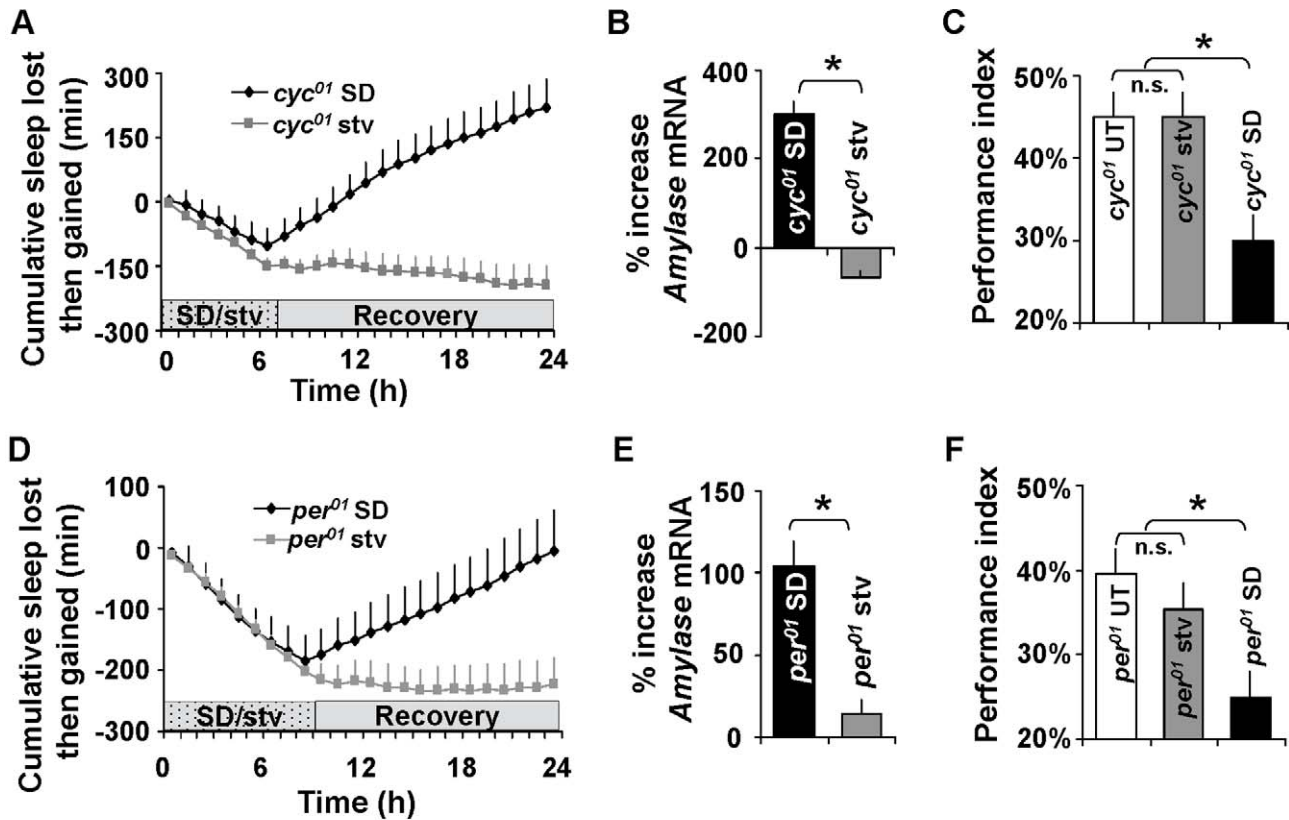 A
Cumulative sleep lost
then gained (min)
300
150
0
-150
-300
cyc⁰¹ SD
cyc⁰¹ stv
SD/stv
Recovery
0
6
12
18
24
Time (h)
B
% increase
Amylase mRNA
400
200
0
-200
*
cyc⁰¹ SD
cyc⁰¹ stv
C
Performance index
50%
40%
30%
20%
*
n.s.
cyc⁰¹ UT
cyc⁰¹ stv
cyc⁰¹ SD
D
Cumulative sleep lost
then gained (min)
100
0
-100
-200
-300
per⁰¹ SD
per⁰¹ stv
SD/stv
Recovery
0
6
12
18
24
Time (h)
E
% increase
Amylase mRNA
150
100
50
0
*
per⁰¹ SD
per⁰¹ stv
F
Performance index
50%
40%
30%
20%
*
n.s.
per⁰¹ UT
per⁰¹ stv
per⁰¹ SD